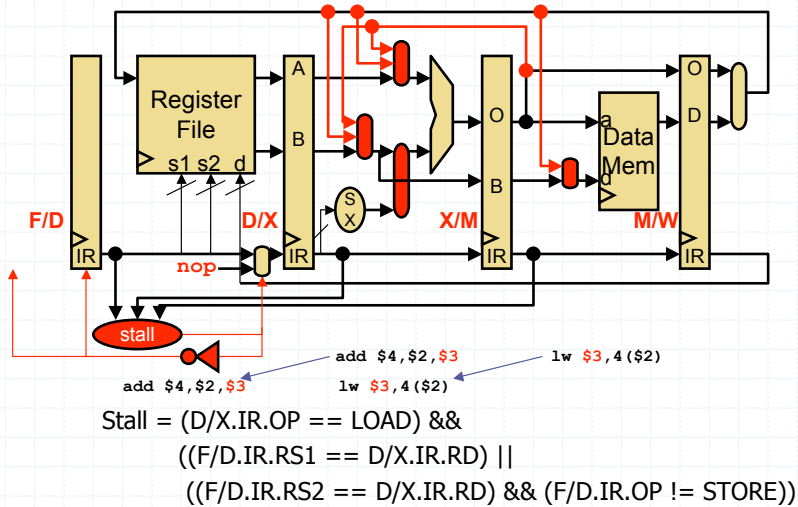 A
Register
File
s1 s2 d
B
S
X
O
B
a
Data
Mem
d
O
D
F/D
D/X
X/M
M/W
IR
IR
IR
IR
nop
stall
add $4,$2,$3
lw $3,4($2)
add $4,$2,$3
lw $3,4($2)
Stall = (D/X.IR.OP == LOAD) &&
((F/D.IR.RS1 == D/X.IR.RD) ||
((F/D.IR.RS2 == D/X.IR.RD) && (F/D.IR.OP != STORE))